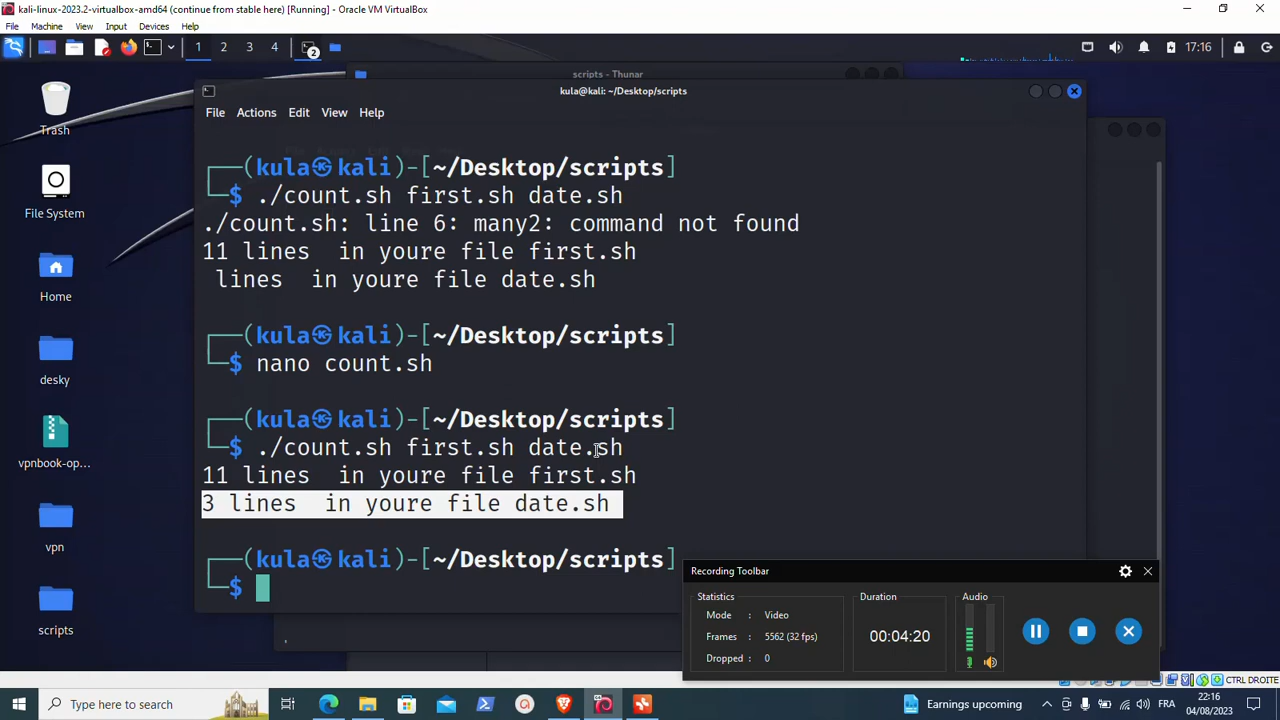 kali-linux-2023.2-virtualbox-amd64 (continue from stable here) [Running] - Oracle VM VirtualBox
File Machine View Input Devices Help
1 2 3 4 2 17:16
scripts - Thunar
kula@kali: ~/Desktop/scripts
File Actions Edit View Help
Trash
File System
Home
desky
vpnbook-op...
vpn
scripts
┌──(kula㉿kali)-[~/Desktop/scripts]
└─$ ./count.sh first.sh date.sh
./count.sh: line 6: many2: command not found
11 lines  in youre file first.sh
 lines  in youre file date.sh
┌──(kula㉿kali)-[~/Desktop/scripts]
└─$ nano count.sh
┌──(kula㉿kali)-[~/Desktop/scripts]
└─$ ./count.sh first.sh date.sh
11 lines  in youre file first.sh
3 lines  in youre file date.sh
┌──(kula㉿kali)-[~/Desktop/scripts]
└─$
Recording Toolbar
Statistics
Mode : Video
Frames : 5562 (32 fps)
Dropped : 0
Duration
00:04:20
Audio
CTRL DROITE
Type here to search
Earnings upcoming
FRA
22:16
04/08/2023